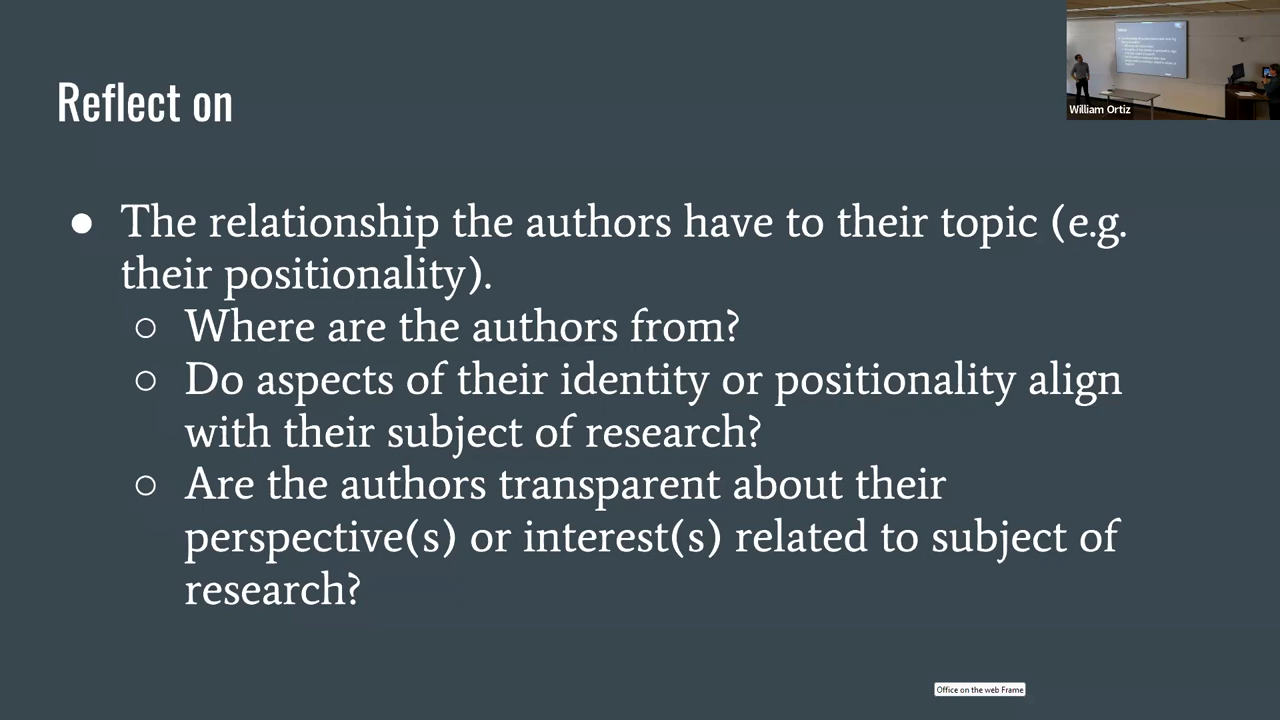 Reflect on
● The relationship the authors have to their topic (e.g.
their positionality).
○ Where are the authors from?
○ Do aspects of their identity or positionality align
with their subject of research?
○ Are the authors transparent about their
perspective(s) or interest(s) related to subject of
research?
William Ortiz
Office on the web Frame